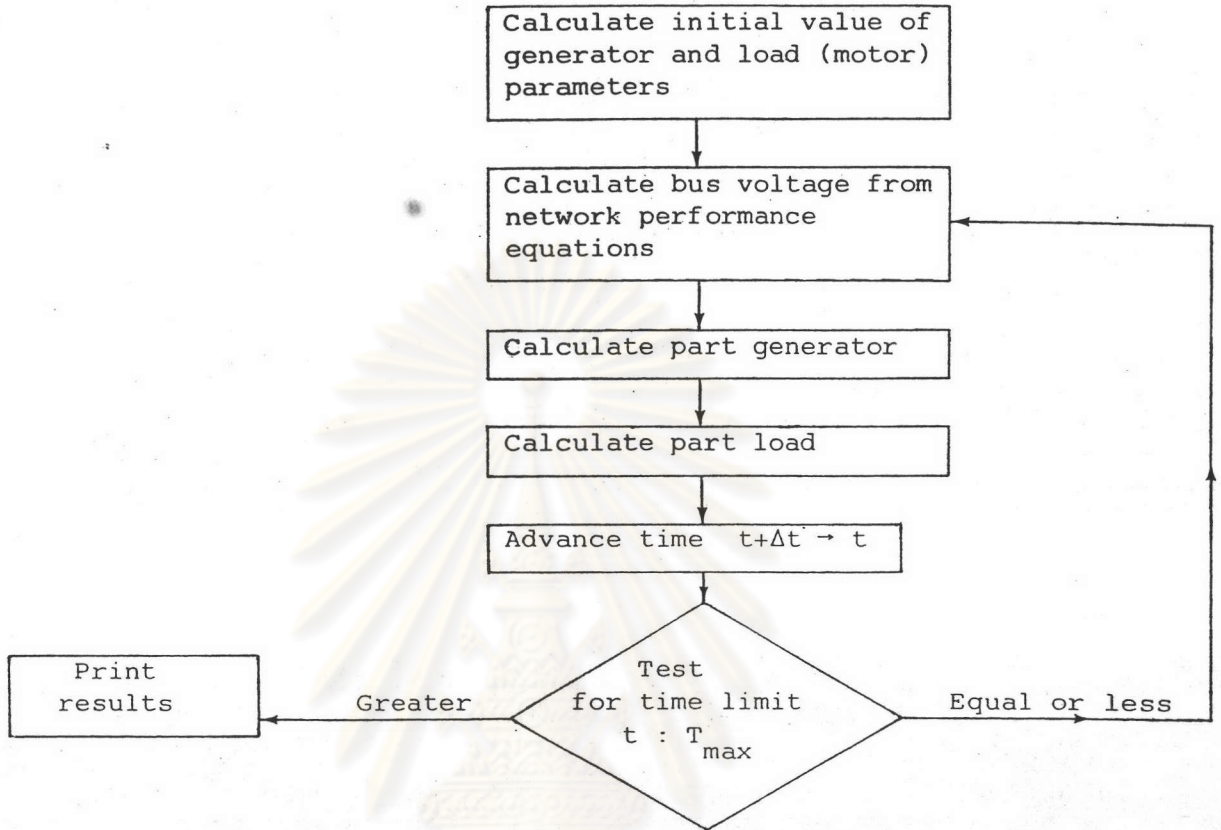 Calculate initial value of
generator and load (motor)
parameters
Calculate bus voltage from
network performance
equations
Calculate part generator
Calculate part load
Advance time t+Δt → t
Test
for time limit
t : T_max
Greater
Equal or less
Print
results